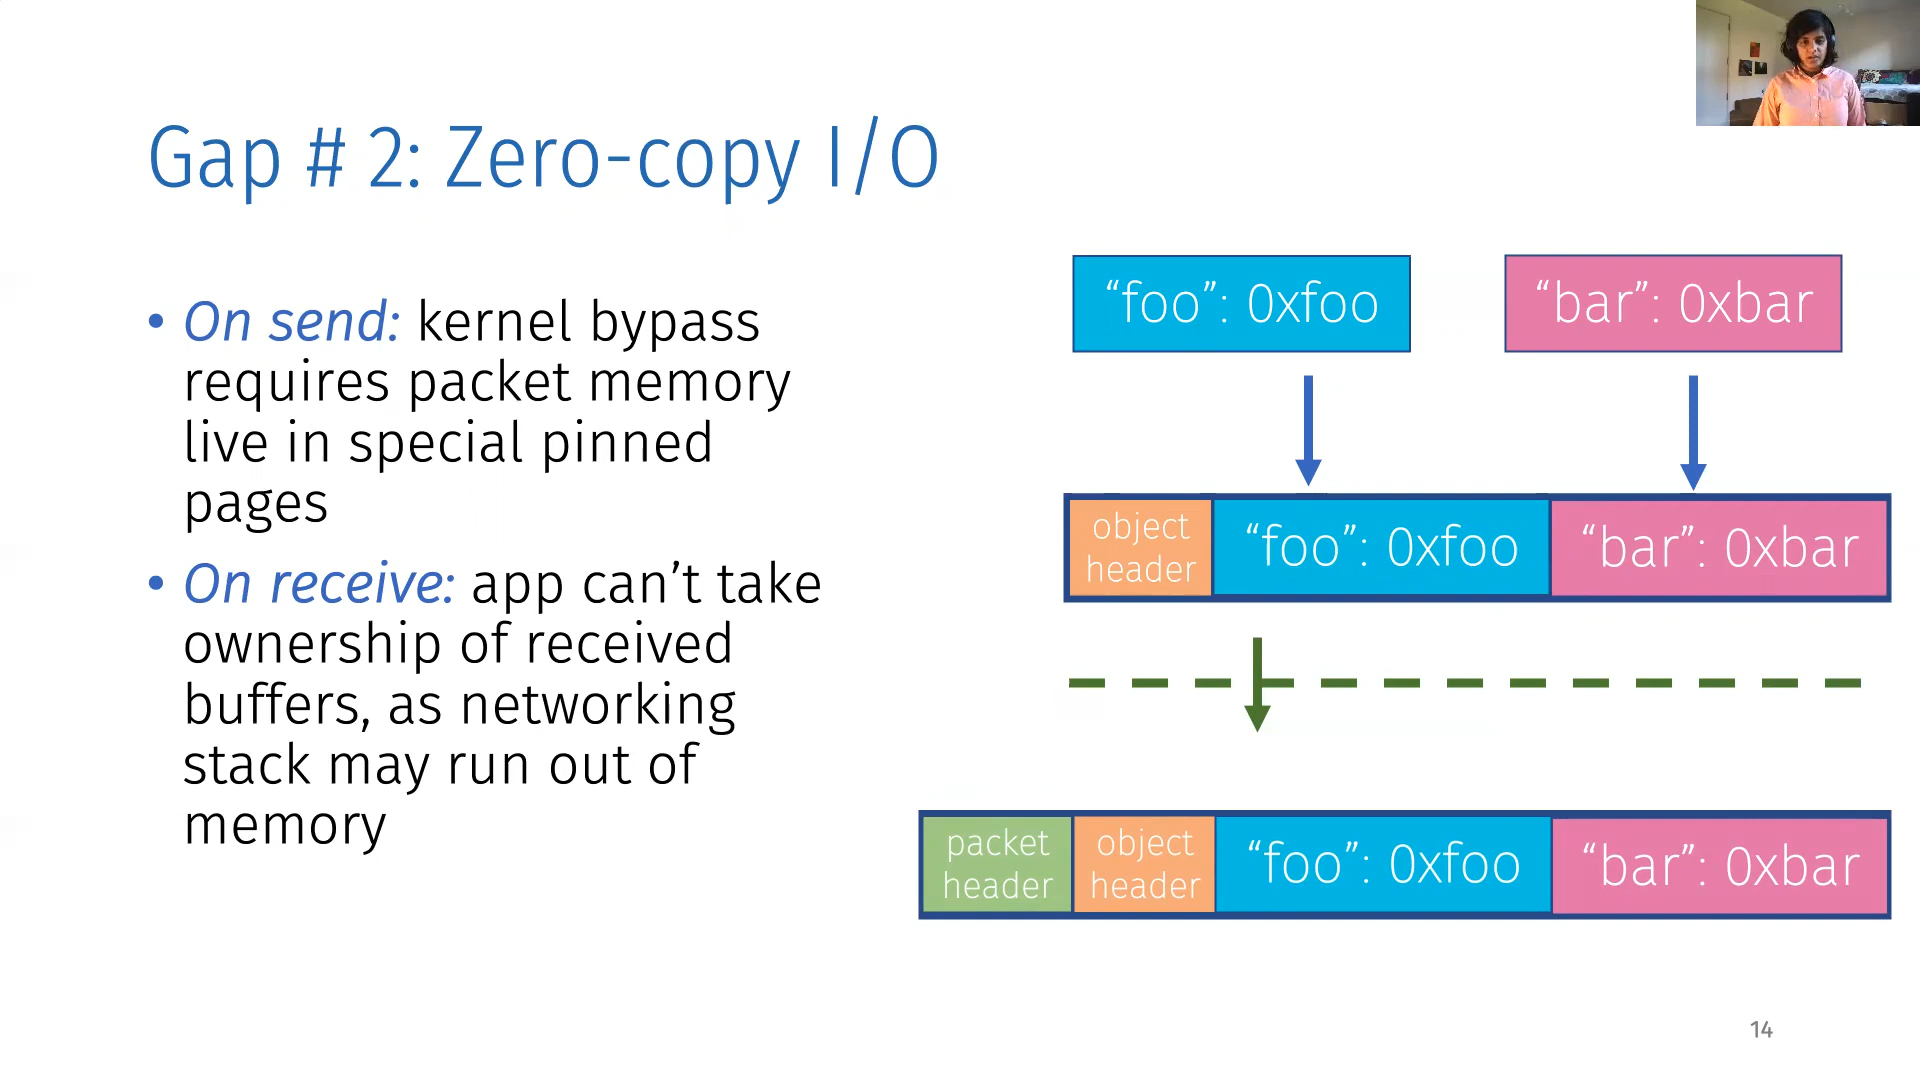 Gap # 2: Zero-copy I/O
• On send: kernel bypass
requires packet memory
live in special pinned
pages
• On receive: app can’t take
ownership of received
buffers, as networking
stack may run out of
memory
“foo”: 0xfoo
“bar”: 0xbar
object
header
“foo”: 0xfoo
“bar”: 0xbar
packet
header
object
header
“foo”: 0xfoo
“bar”: 0xbar
14